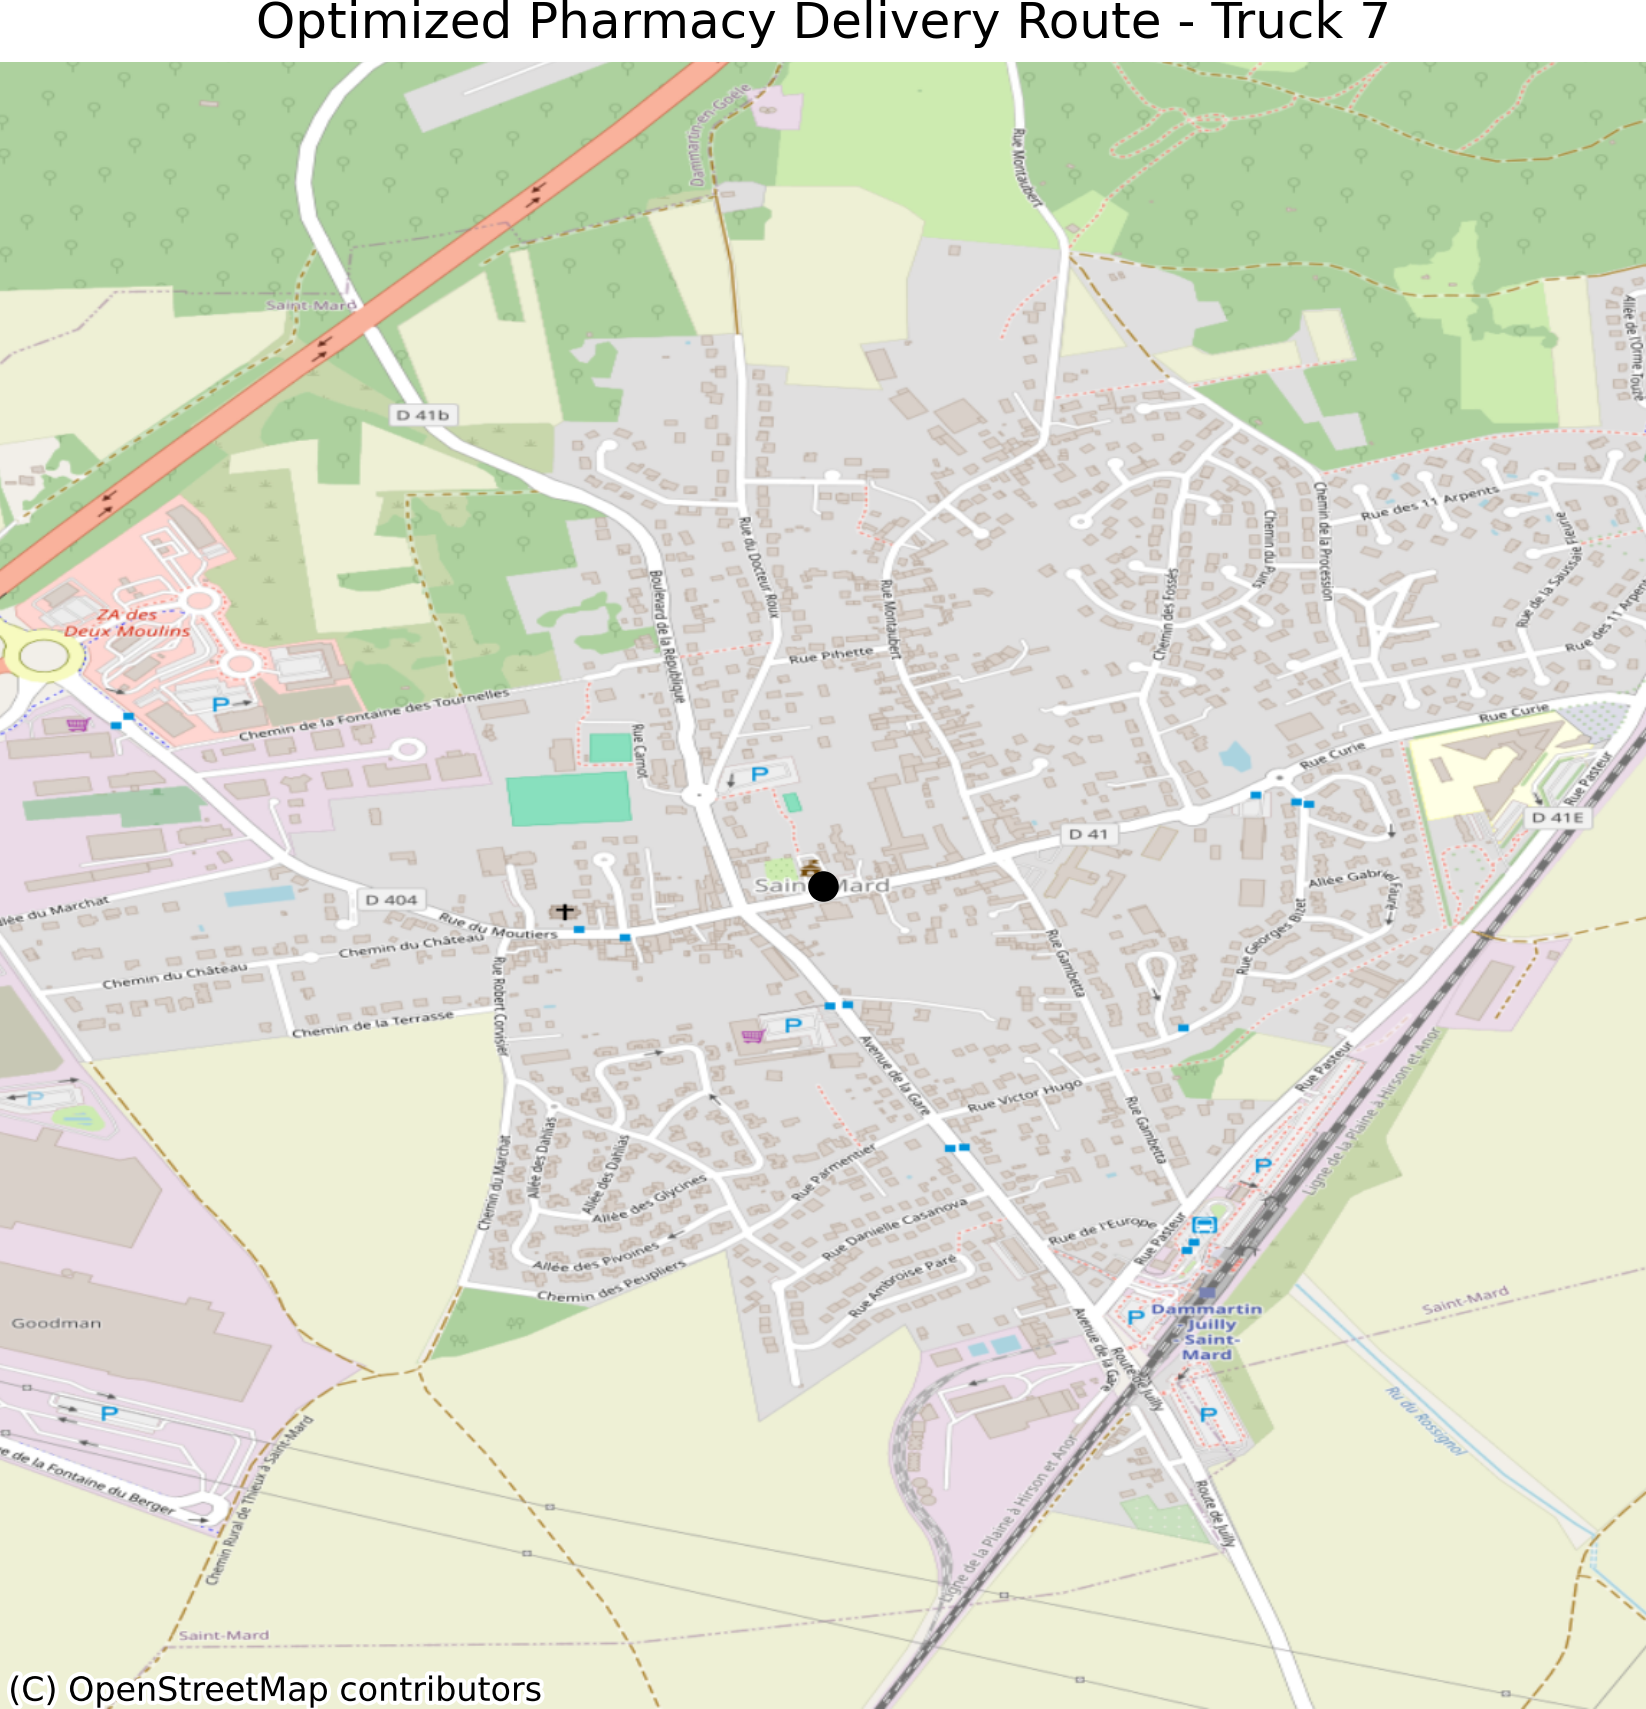 Optimized Pharmacy Delivery Route - Truck 7
Dammartin-en-Goële
Rue Montaubert
Saint-Mard
Allée de l'Orme Touze
D 41b
Rue des 11 Arpents
Chemin de la Procession
Rue du Docteur Roux
Chemin du Puits
Rue de la Saussaie Fleurie
Boulevard de la République
Rue Montaubert
Chemin des Fossés
ZA des
Deux Moulins
Rue des 11 Arpents
Rue Pihette
P
Chemin de la Fontaine des Tournelles
Rue Curie
Rue Carnot
Rue Curie
P
Rue Pasteur
D 41E
D 41
Allée Gabriel Fauré
Saint-Mard
D 404
Allée du Marchat
Rue du Moutiers
Chemin du Château
Chemin du Château
Rue Georges Bizet
Rue Gambetta
Rue Robert Corvisier
Chemin de la Terrasse
P
Avenue de la Gare
Rue Pasteur
P
Rue Victor Hugo
Rue Gambetta
Ligne de la Plaine à Hirson et Anor
Chemin du Marchat
Allée des Dahlias
Allée des Dahlias
Rue Parmentier
P
Allée des Glycines
Rue Danielle Casanova
Rue de l'Europe
Rue Pasteur
Allée des Pivoines
Chemin des Peupliers
Rue Ambroise Paré
Goodman
P
Dammartin
- Juilly
- Saint-
Mard
Saint-Mard
Avenue de la Gare
Route de Juilly
P
P
Ru du Rossignol
Rue de la Fontaine du Berger
Chemin Rural de Thieux à Saint-Mard
Ligne de la Plaine à Hirson et Anor
Route de Juilly
Saint-Mard
(C) OpenStreetMap contributors